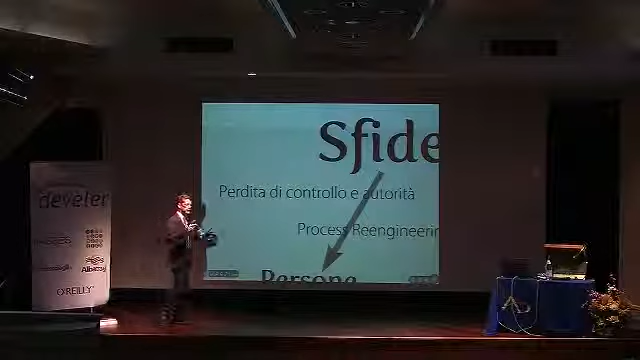 Sfide
Perdita di controllo e autorità
Process Reengineerin
Persone
develer
O'REILLY